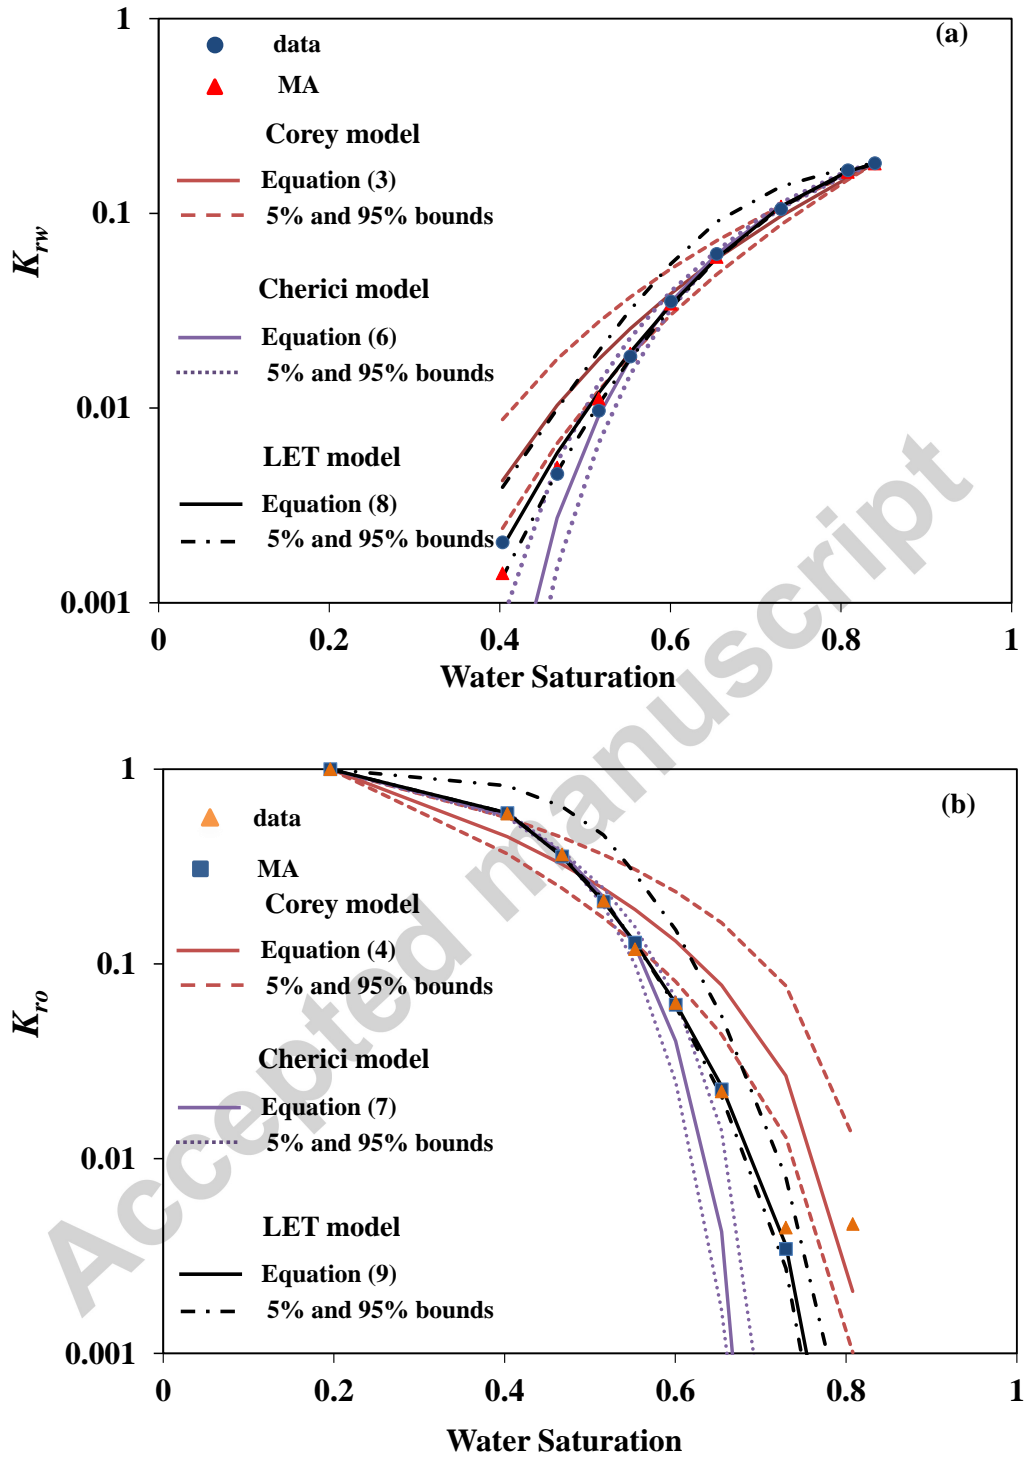 1
(a)
data
MA
Corey model
Equation (3)
5% and 95% bounds
0.1
Krw
Cherici model
Equation (6)
5% and 95% bounds
0.01
LET model
Equation (8)
5% and 95% bounds
0.001
0 0.2 0.4 0.6 0.8 1
Water Saturation
Accepted manuscript
1
(b)
data
MA
Corey model
Equation (4)
5% and 95% bounds
0.1
Kro
Cherici model
Equation (7)
5% and 95% bounds
0.01
LET model
Equation (9)
5% and 95% bounds
0.001
0 0.2 0.4 0.6 0.8 1
Water Saturation